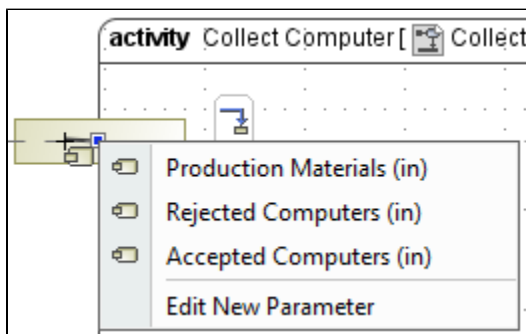 activity Collect Computer [ Collect
Production Materials (in)
Rejected Computers (in)
Accepted Computers (in)
Edit New Parameter